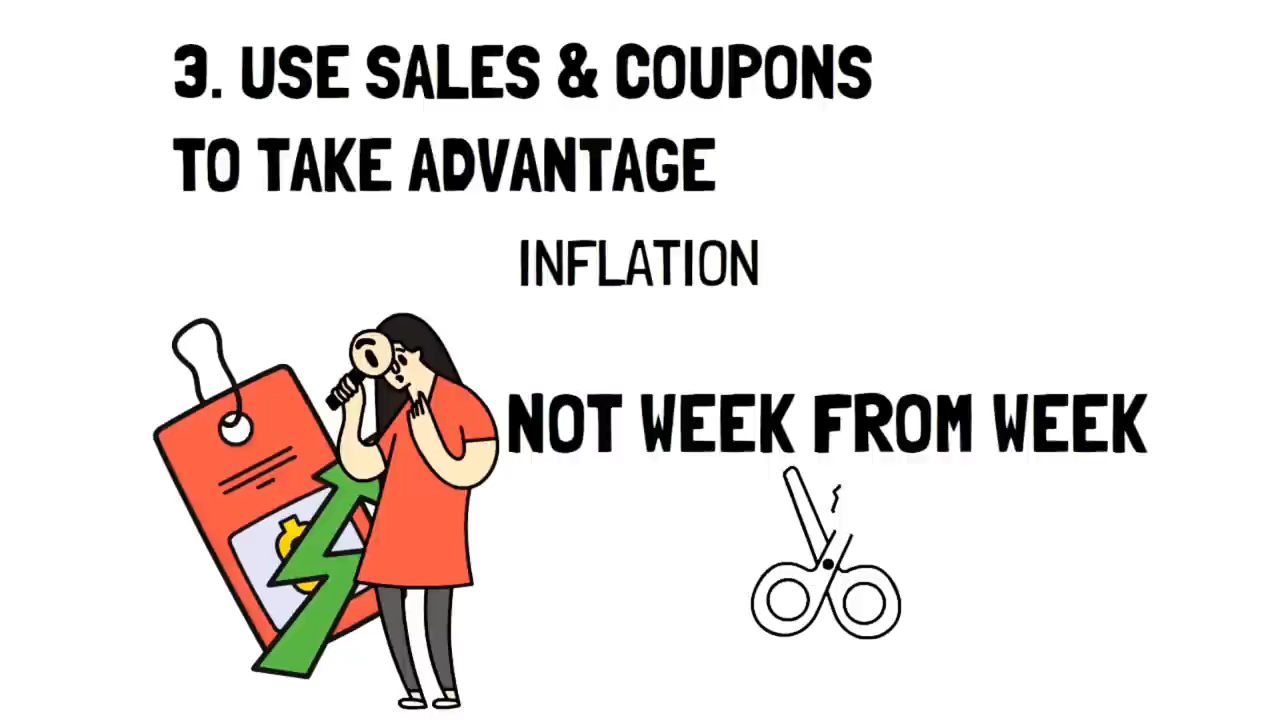 3. USE SALES & COUPONS
TO TAKE ADVANTAGE
INFLATION
NOT WEEK FROM WEEK